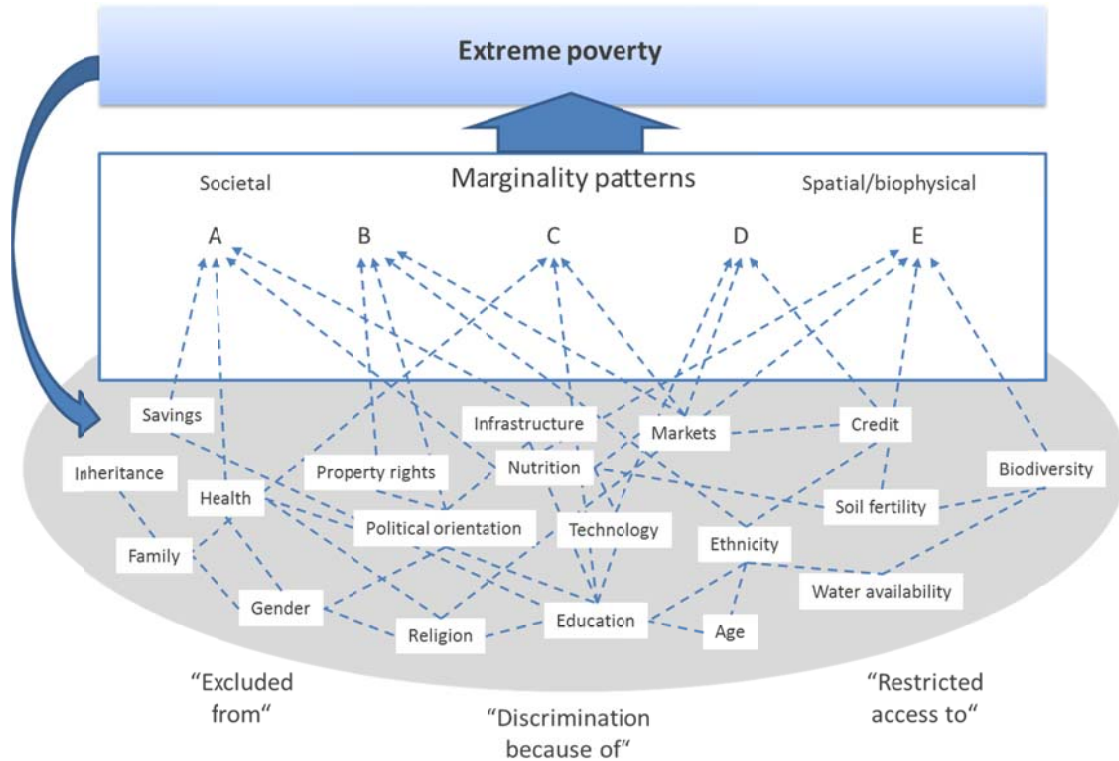 Extreme poverty
Marginality patterns
Societal
Spatial/biophysical
A
B
C
D
E
Savings
Infrastructure
Markets
Credit
Inheritance
Health
Property rights
Nutrition
Biodiversity
Soil fertility
Political orientation
Technology
Ethnicity
Family
Water availability
Gender
Religion
Education
Age
“Excluded
from“
“Discrimination
because of“
“Restricted
access to“